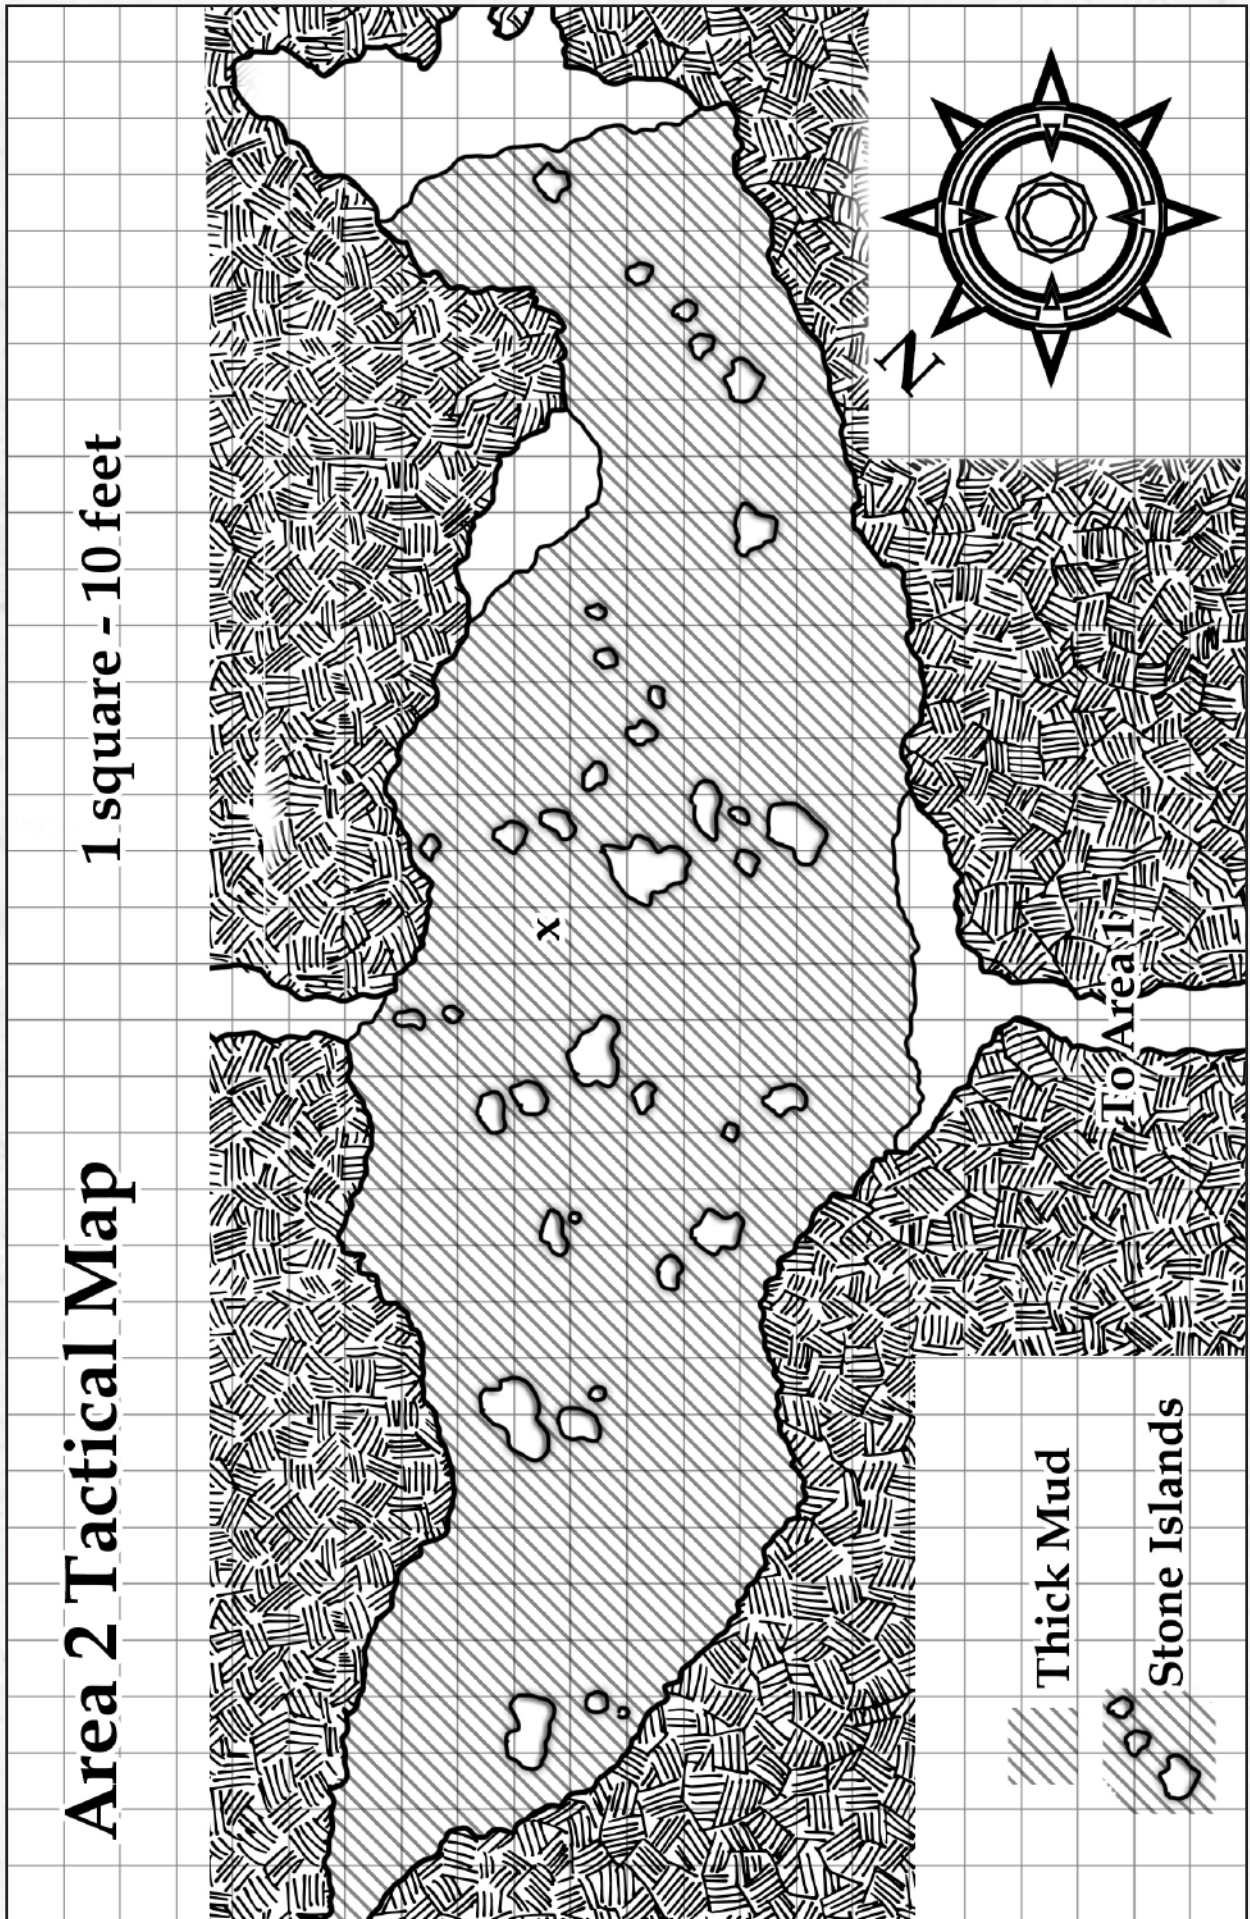 Area 2 Tactical Map
1 square - 10 feet
x
N
To Area 1
Thick Mud
Stone Islands